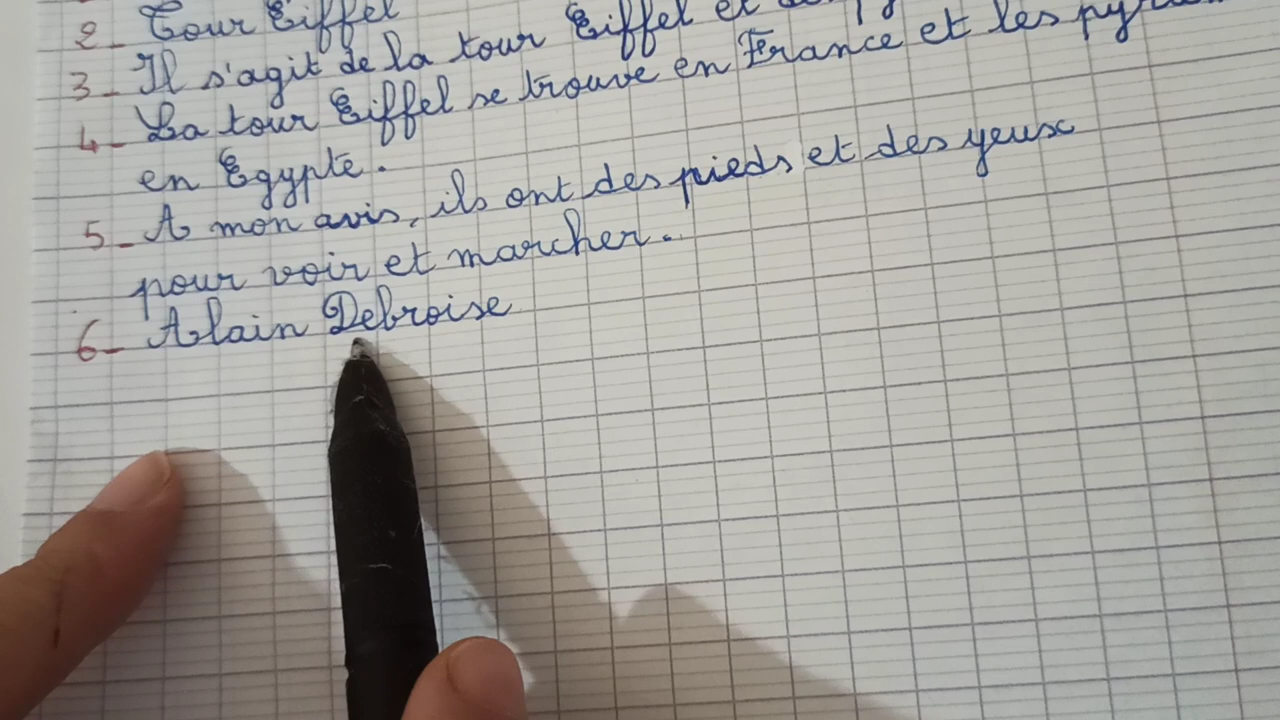 2_ Tour Eiffel
3_ Il s'agit de la tour Eiffel et
4_ La tour Eiffel se trouve en France et les
en Egypte.
5_ A mon avis, ils ont des pieds et des yeux
pour voir et marcher.
6_ Alain Debroise